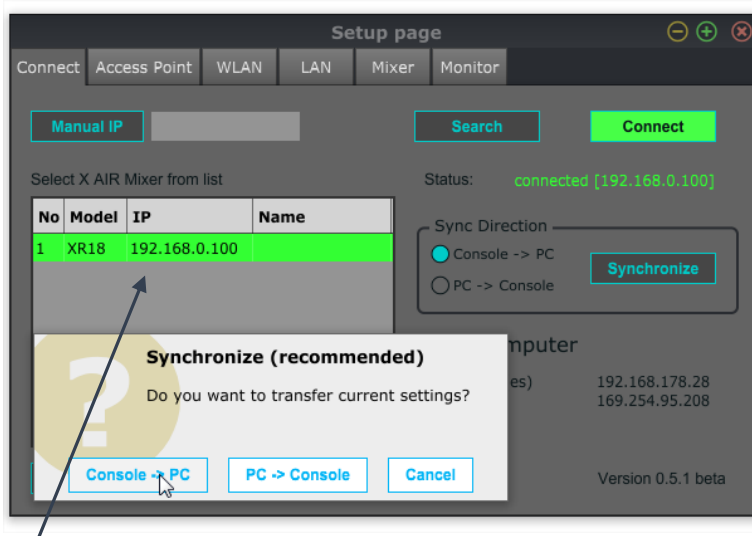 Setup page
Connect Access Point WLAN LAN Mixer Monitor
Manual IP Search Connect
Select X AIR Mixer from list Status: connected [192.168.0.100]
No Model IP Name
1 XR18 192.168.0.100
Sync Direction
Console -> PC
PC -> Console
Synchronize
mputer
es) 192.168.178.28
169.254.95.208
Synchronize (recommended)
Do you want to transfer current settings?
Console -> PC PC -> Console Cancel
Version 0.5.1 beta